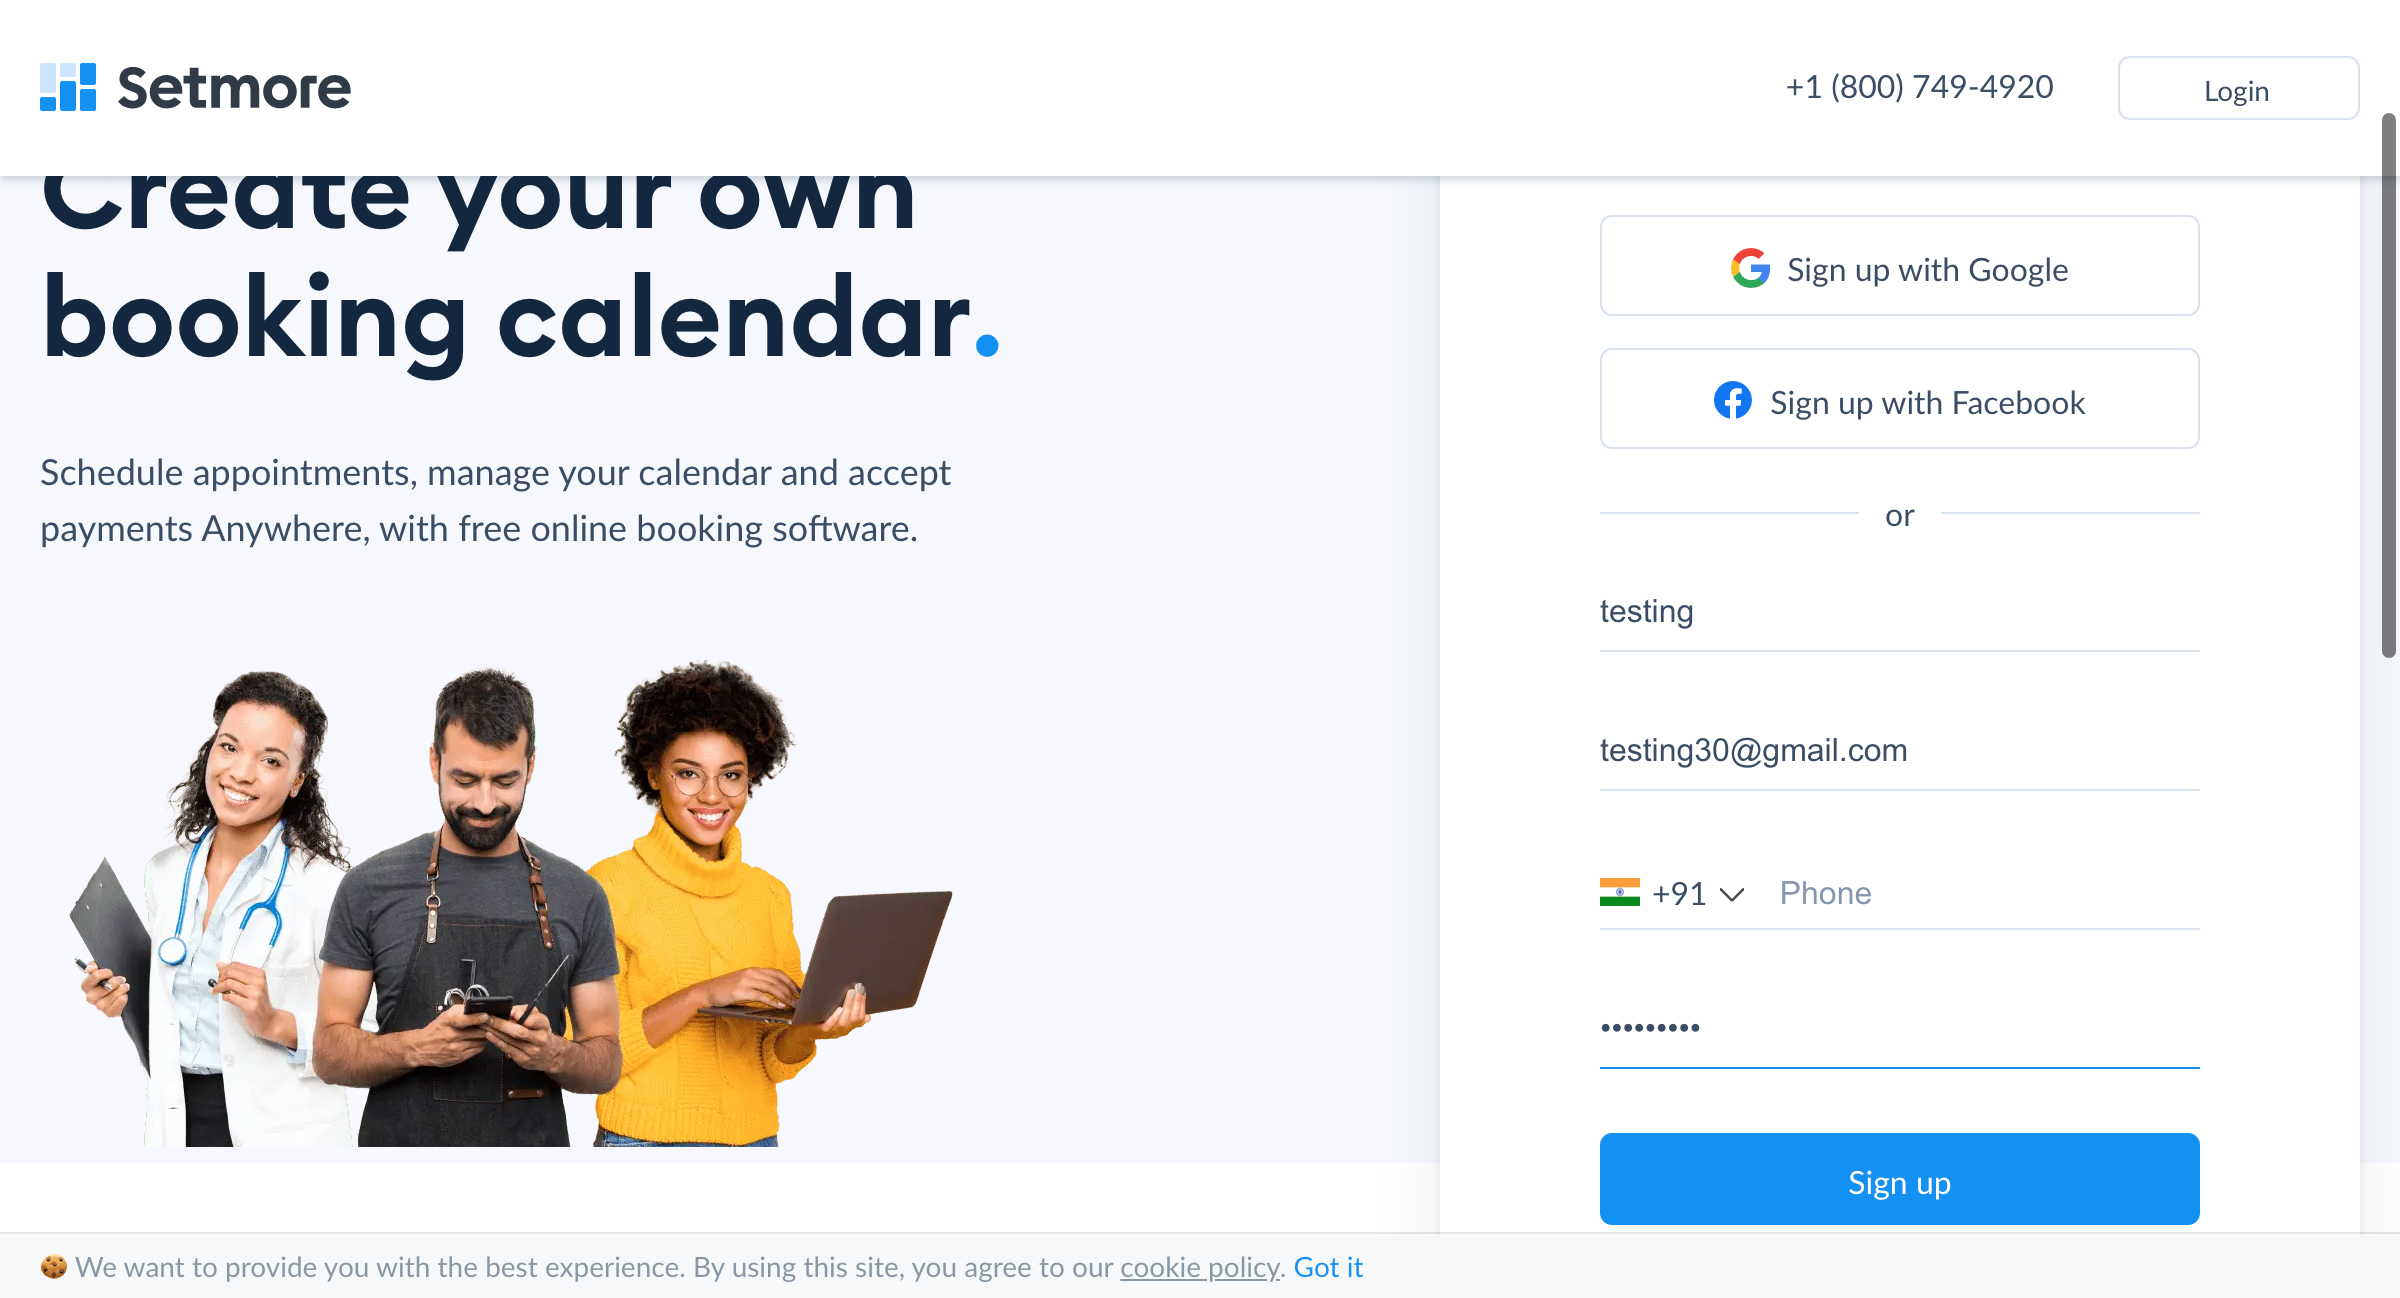 Setmore
+1 (800) 749-4920
Login
Create your own
booking calendar.
Schedule appointments, manage your calendar and accept
payments Anywhere, with free online booking software.
Sign up with Google
Sign up with Facebook
or
testing
testing30@gmail.com
+91 Phone
•••••••••
Sign up
We want to provide you with the best experience. By using this site, you agree to our cookie policy. Got it